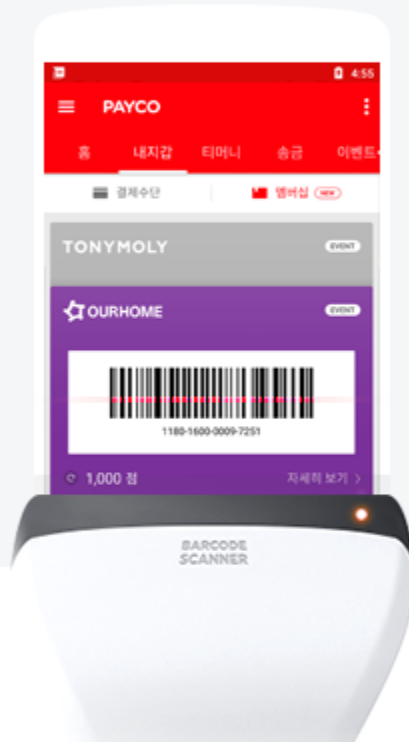 4:55
PAYCO
홈 내지갑 티머니 송금 이벤트
결제수단 멤버십 NEW
TONYMOLY EVENT
OURHOME EVENT
1180-1600-0009-7251
1,000 점 자세히 보기 >
BARCODE
SCANNER